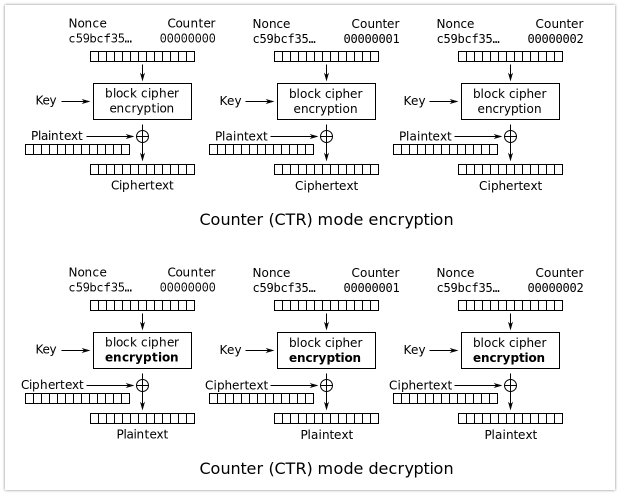 Nonce Counter Nonce Counter Nonce Counter
c59bcf35… 00000000 c59bcf35… 00000001 c59bcf35… 00000002
block cipher block cipher block cipher
Key encryption Key encryption Key encryption
Plaintext Plaintext Plaintext
Ciphertext Ciphertext Ciphertext
Counter (CTR) mode encryption
Nonce Counter Nonce Counter Nonce Counter
c59bcf35… 00000000 c59bcf35… 00000001 c59bcf35… 00000002
block cipher block cipher block cipher
Key encryption Key encryption Key encryption
Ciphertext Ciphertext Ciphertext
Plaintext Plaintext Plaintext
Counter (CTR) mode decryption